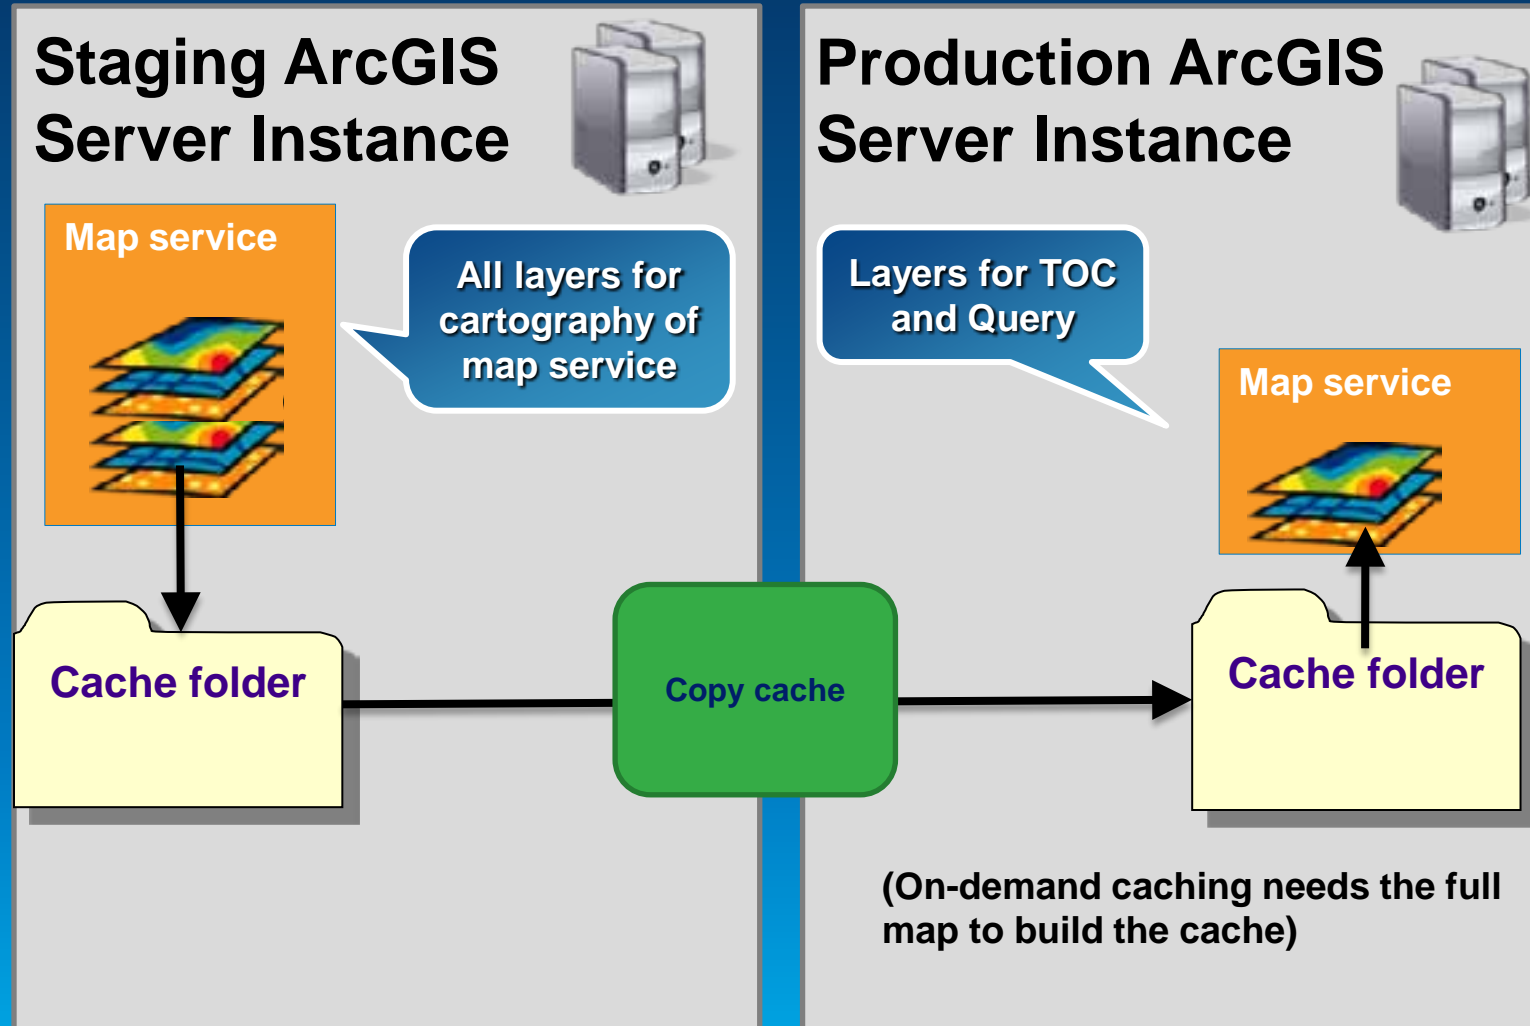 Staging ArcGIS
Server Instance
Map service
All layers for
cartography of
map service
Cache folder
Copy cache
Production ArcGIS
Server Instance
Layers for TOC
and Query
Map service
Cache folder
(On-demand caching needs the full
map to build the cache)